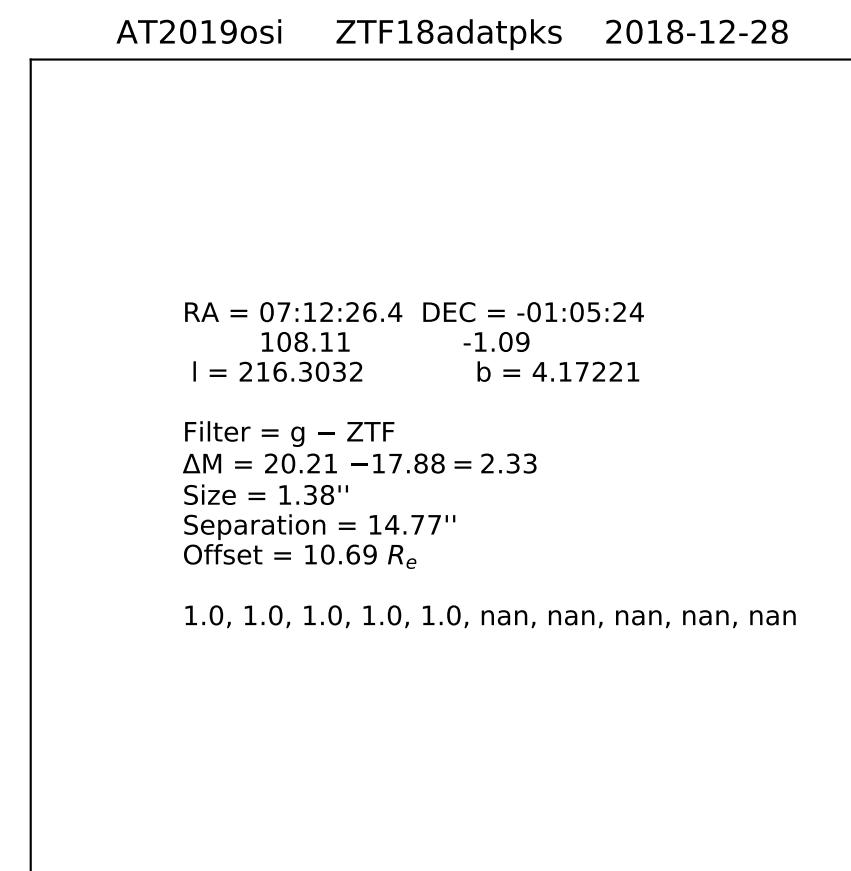 AT2019osi ZTF18adatpks 2018-12-28
RA = 07:12:26.4 DEC = -01:05:24
108.11 -1.09
l = 216.3032 b = 4.17221
Filter = g − ZTF
ΔM = 20.21 −17.88 = 2.33
Size = 1.38''
Separation = 14.77''
Offset = 10.69 Rₑ
1.0, 1.0, 1.0, 1.0, 1.0, nan, nan, nan, nan, nan